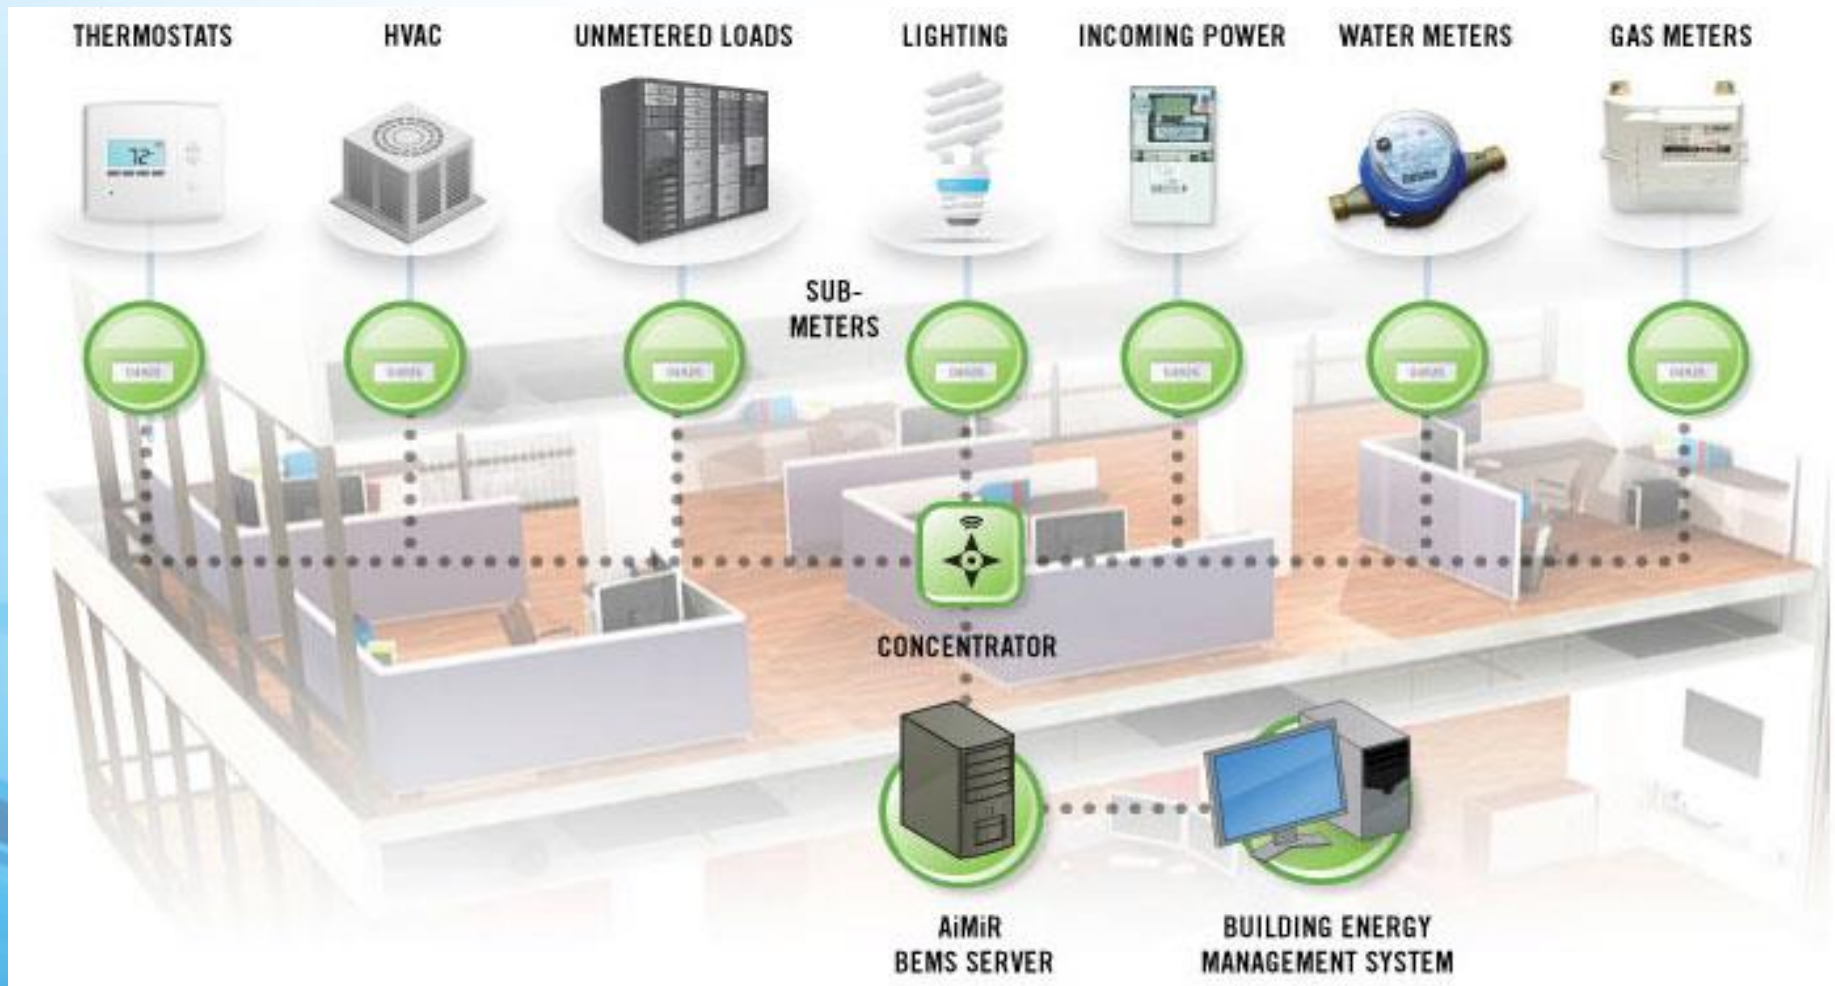 THERMOSTATS
HVAC
UNMETERED LOADS
LIGHTING
INCOMING POWER
WATER METERS
GAS METERS
72
SUB-
METERS
CONCENTRATOR
AiMiR
BEMS SERVER
BUILDING ENERGY
MANAGEMENT SYSTEM